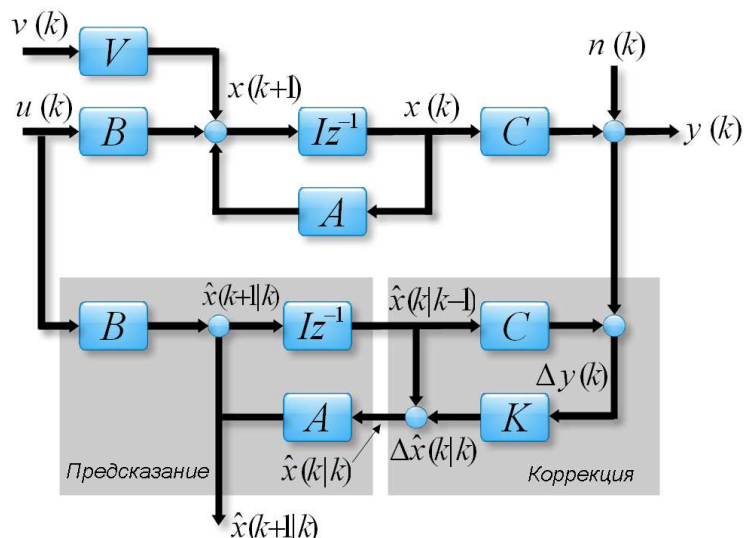 v(k)
V
n(k)
x(k+1)
x(k)
u(k)
B
Iz⁻¹
C
y(k)
A
x̂(k+1|k)
x̂(k|k-1)
B
Iz⁻¹
C
Δy(k)
A
K
x̂(k|k)
Δx̂(k|k)
Предсказание
Коррекция
x̂(k+1|k)